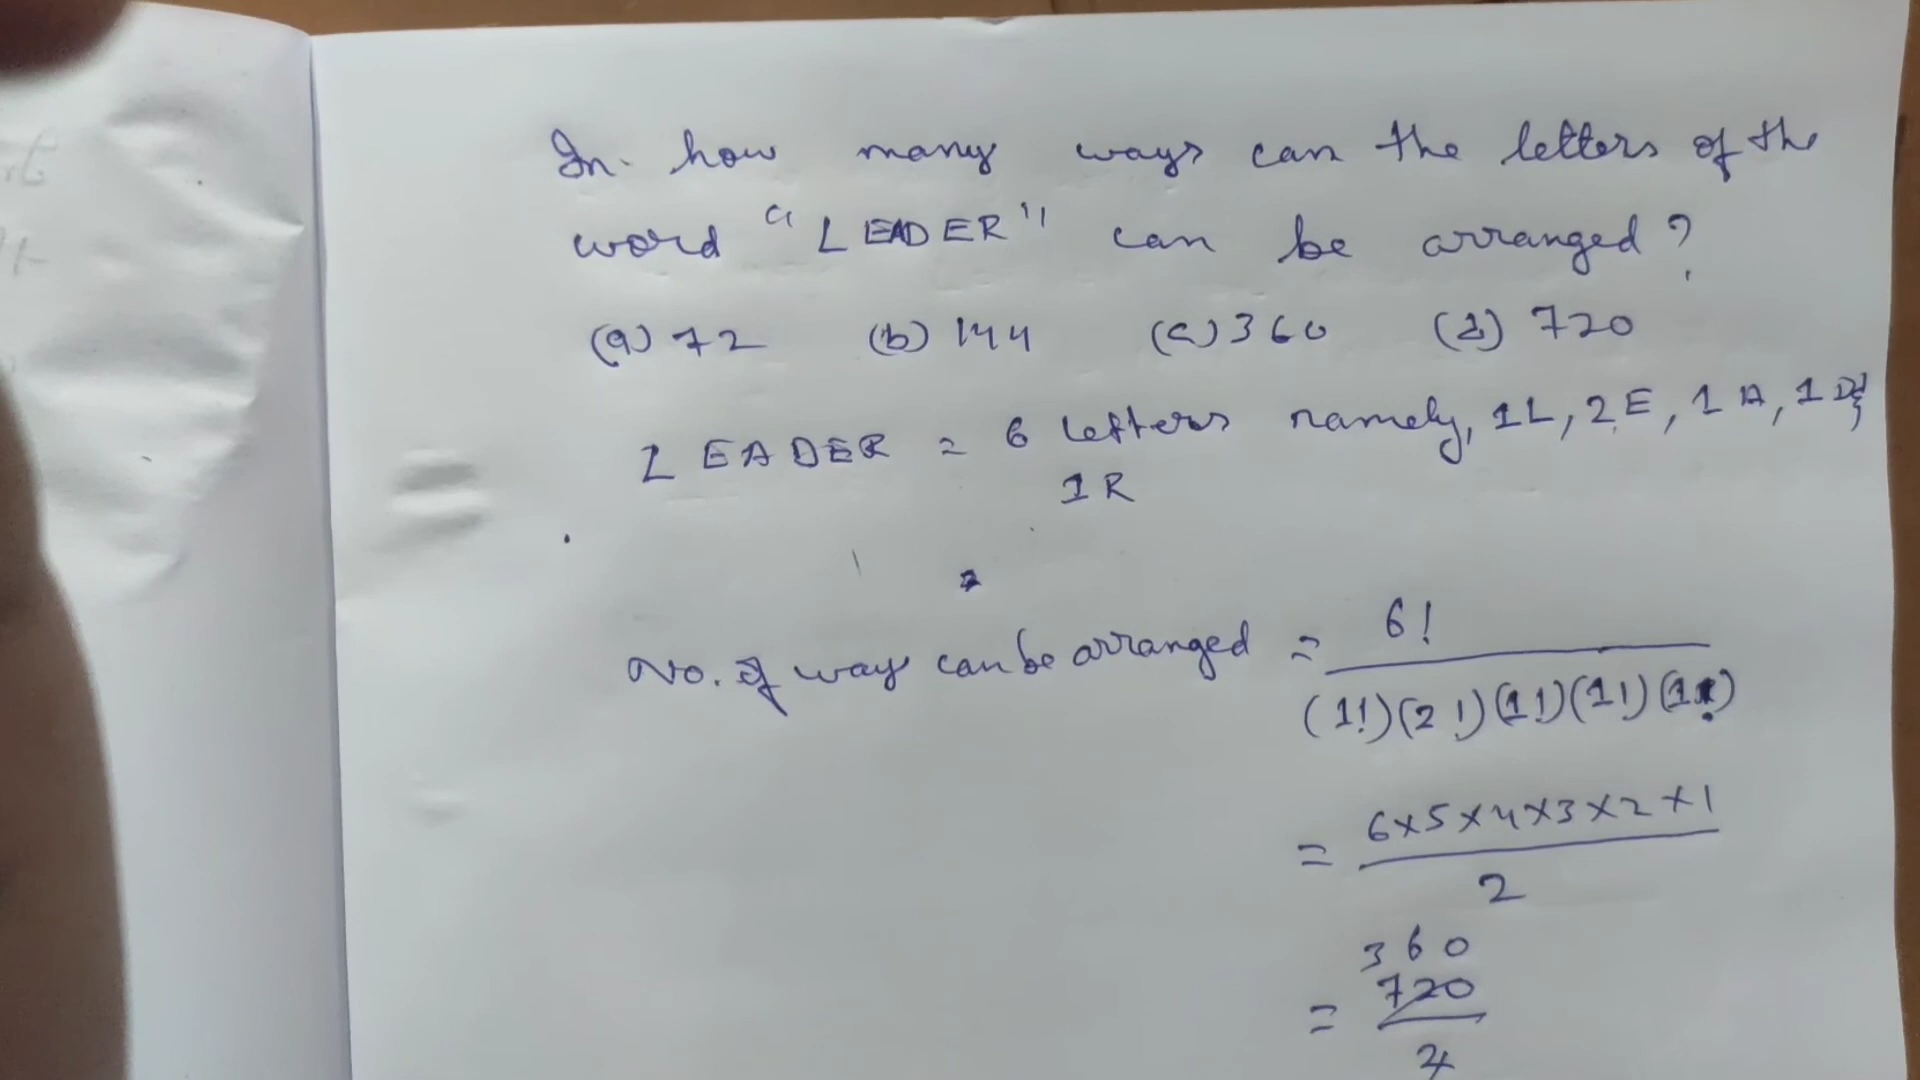 In how many ways can the letters of the
word "LEADER" can be arranged?
(a) 72 (b) 144 (c) 360 (d) 720
LEADER = 6 letters namely, 1L, 2E, 1A, 1D,
1R
No. of way can be arranged = 6!
(1!)(2!)(1!)(1!)(1!)
= 6×5×4×3×2×1
2
360
= 720
2